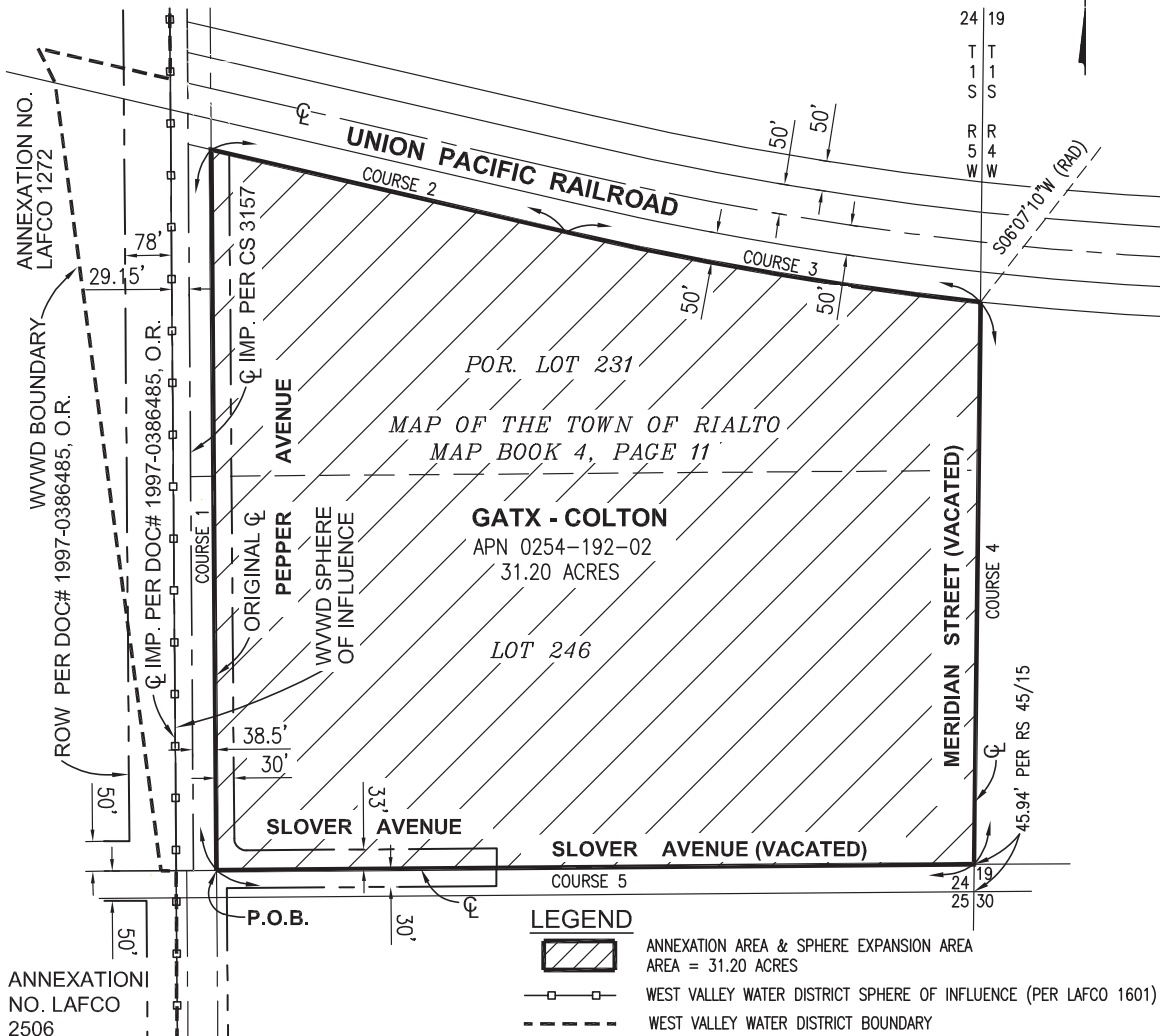 24 19
T T
1 1
S S
R R
5 4
W W
ANNEXATION NO.
LAFCO 1272
78'
29.15'
WVWD BOUNDARY
ROW PER DOC# 1997-0386485, O.R.
℄ IMP. PER DOC# 1997-0386485, O.R.
℄ IMP. PER CS 3157
℄
UNION PACIFIC RAILROAD
COURSE 2
COURSE 3
50'
50'
50'
50'
S06°07'10"W (RAD)
POR. LOT 231
MAP OF THE TOWN OF RIALTO
MAP BOOK 4, PAGE 11
GATX - COLTON
APN 0254-192-02
31.20 ACRES
LOT 246
COURSE 1
ORIGINAL ℄
PEPPER AVENUE
WVWD SPHERE
OF INFLUENCE
MERIDIAN STREET (VACATED)
COURSE 4
℄
45.94' PER RS 45/15
38.5'
30'
33'
50'
SLOVER AVENUE
SLOVER AVENUE (VACATED)
COURSE 5
24 19
25 30
P.O.B.
℄
30'
50'
ANNEXATION
NO. LAFCO
2506
LEGEND
ANNEXATION AREA & SPHERE EXPANSION AREA
AREA = 31.20 ACRES
WEST VALLEY WATER DISTRICT SPHERE OF INFLUENCE (PER LAFCO 1601)
WEST VALLEY WATER DISTRICT BOUNDARY